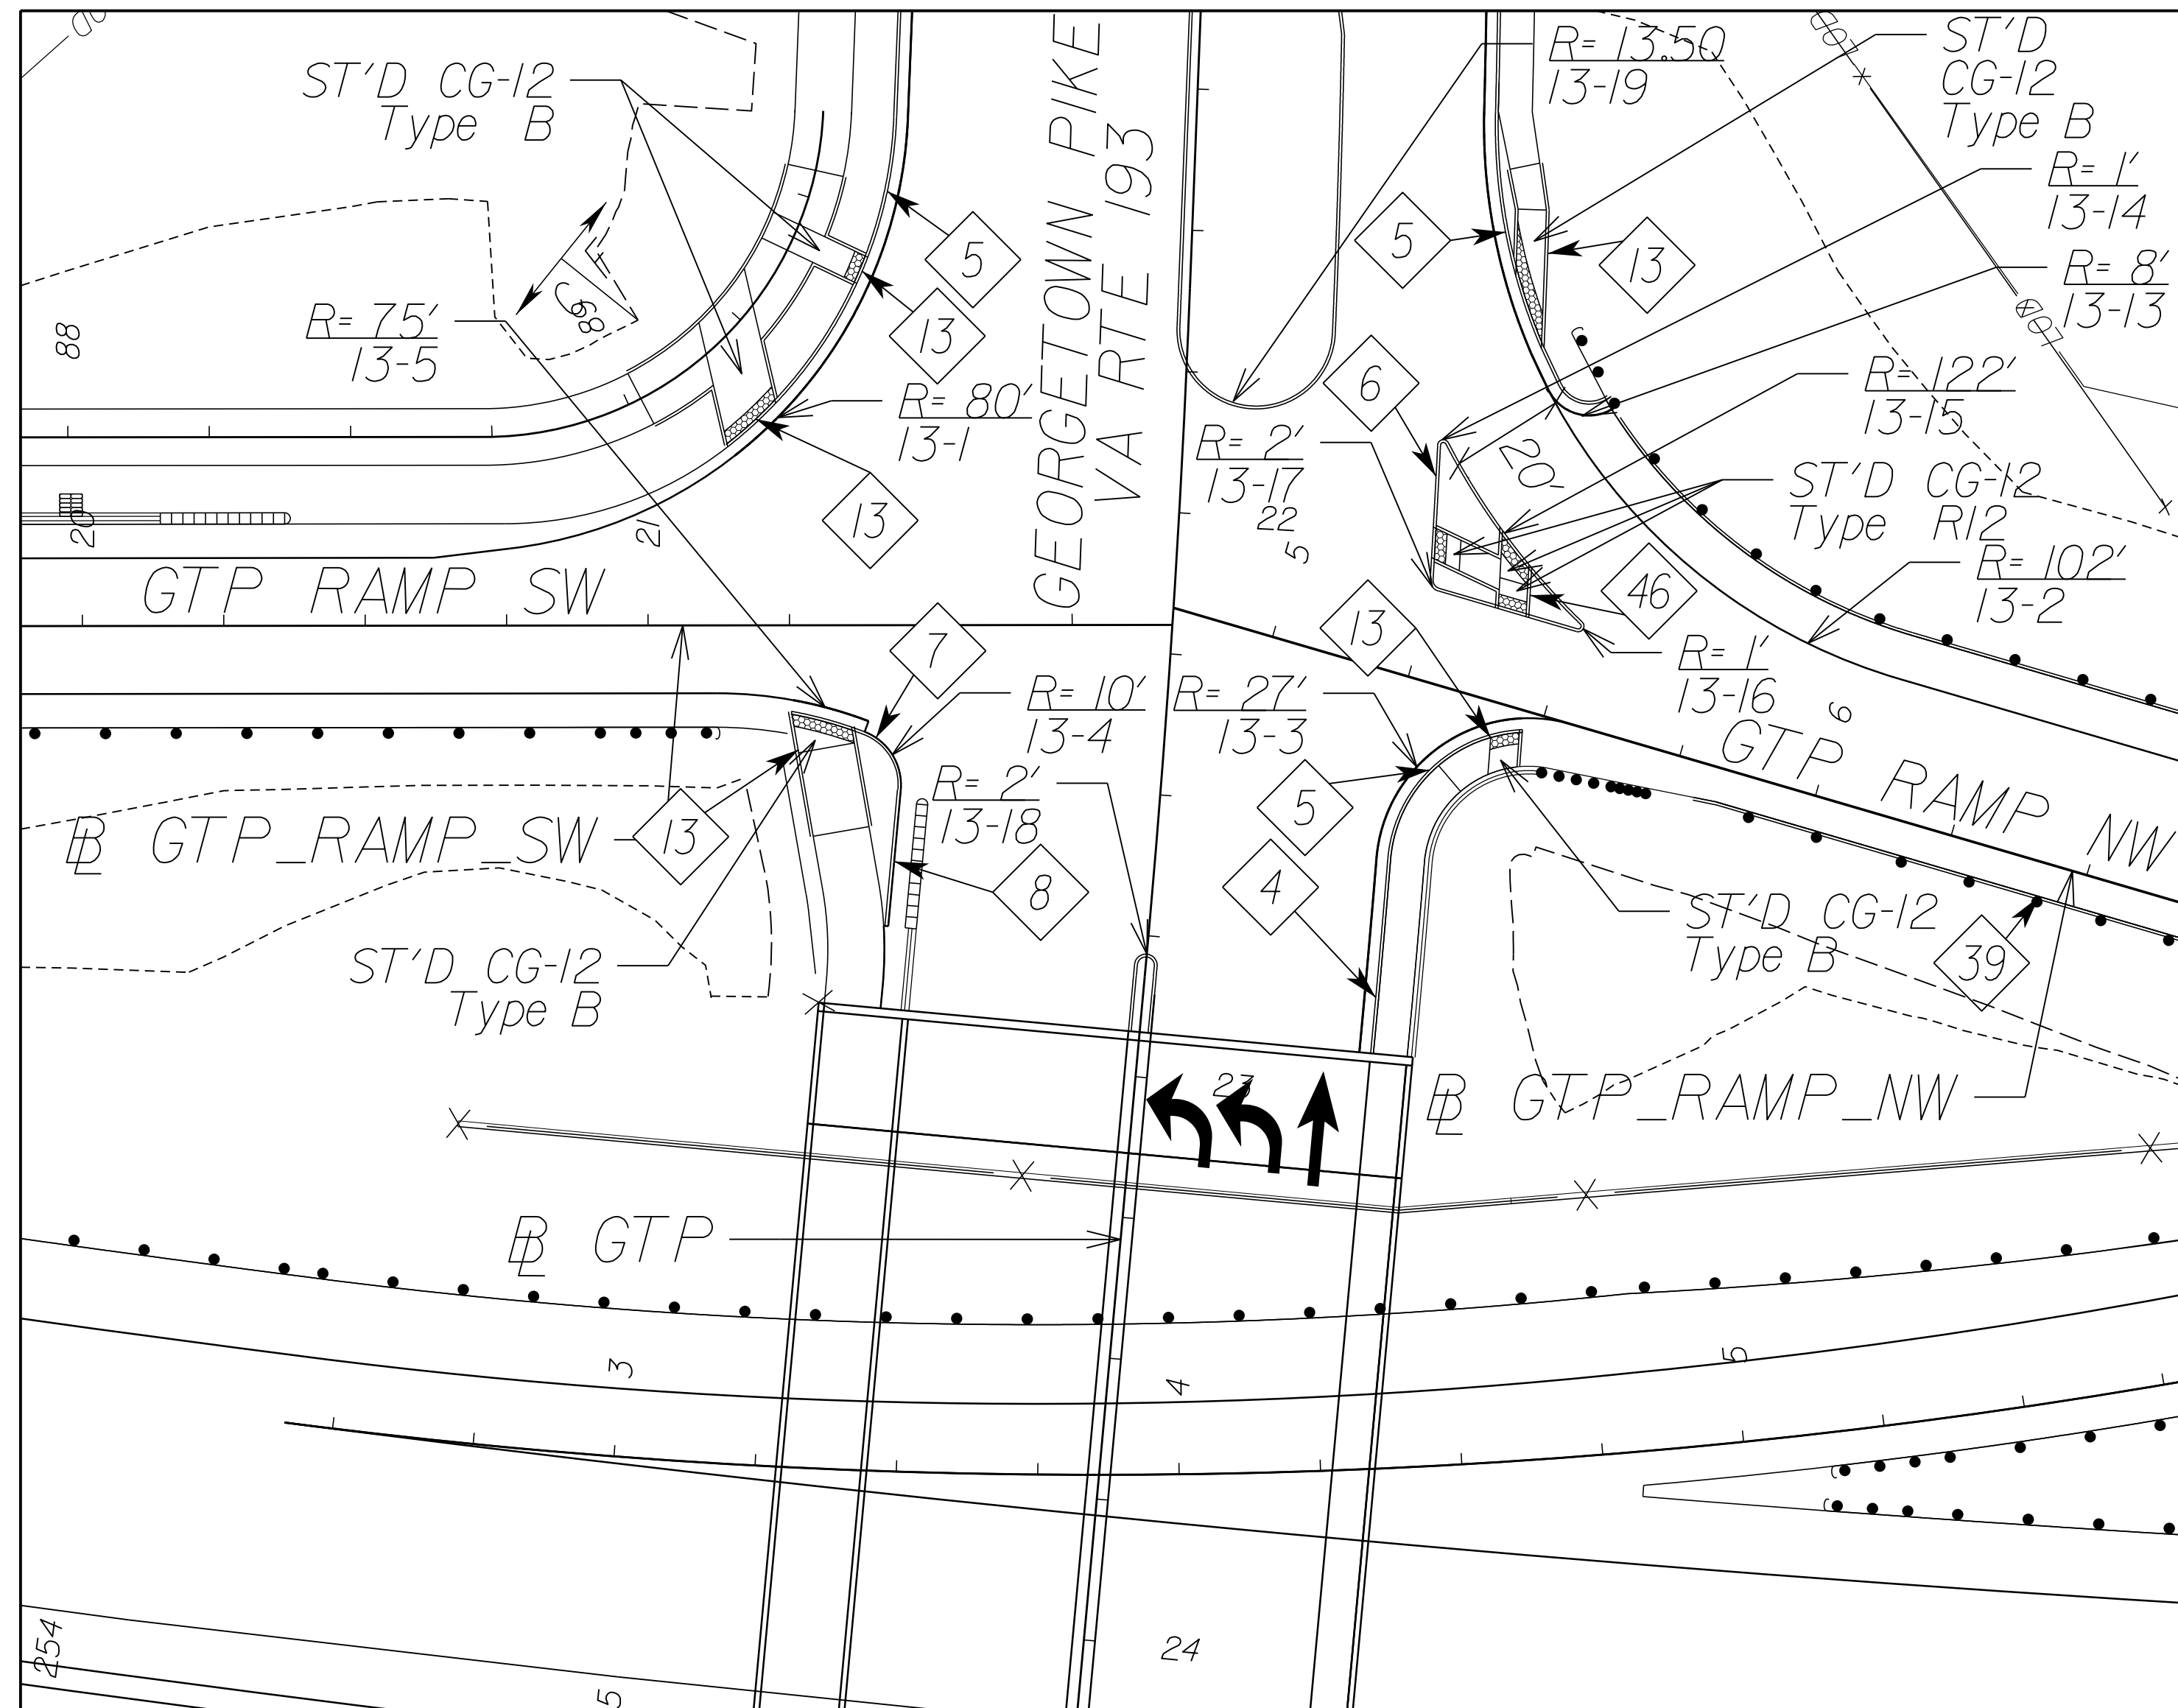 ST'D CG-12
Type B
R= 13.50
13-19
ST'D
CG-12
Type B
R= 1'
13-14
R= 8'
13-13
GEORGETOWN PIKE
VA RTE 193
5
13
5
13
88
R= 75'
13-5
6
R= 80'
13-1
R= 122'
13-15
R= 2'
13-17
20'
ST'D CG-12
Type R12
13
20
21
22
5
R= 102'
13-2
GTP RAMP SW
46
13
7
R= 1'
13-16
R= 10'
13-4
R= 27'
13-3
6
GTP RAMP NW
R= 2'
13-18
5
B GTP_RAMP_SW
13
8
4
ST'D CG-12
Type B
39
ST'D CG-12
Type B
23
B GTP_RAMP_NW
B GTP
3
4
5
254
24
5